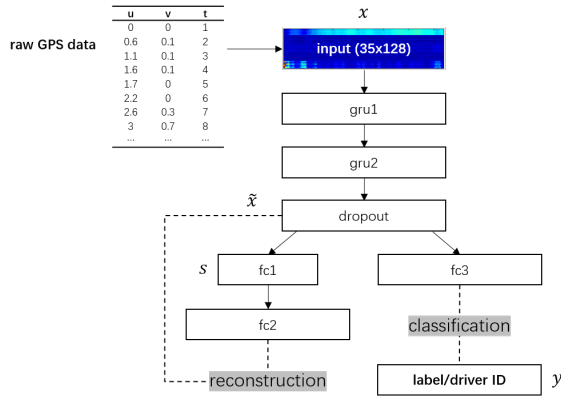 u v t
0 0 1
0.6 0.1 2
1.1 0.1 3
1.6 0.1 4
1.7 0 5
2.2 0 6
2.6 0.3 7
3 0.7 8
... ... ...
raw GPS data
x
input (35x128)
gru1
gru2
x̃
dropout
s
fc1
fc3
fc2
classification
reconstruction
label/driver ID
y